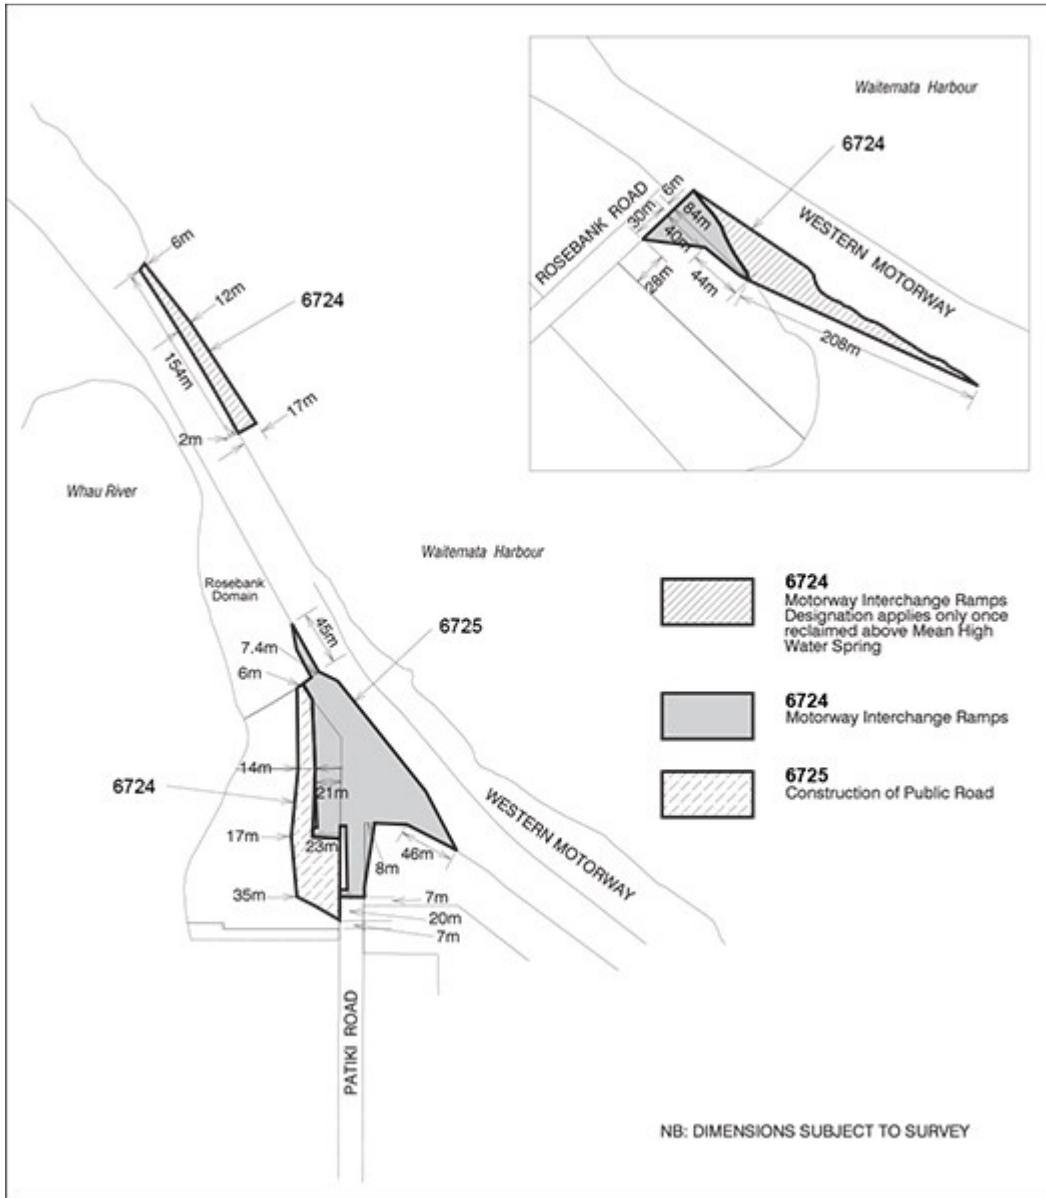 Waitemata Harbour
6724
6m
30m
84m
40m
ROSEBANK ROAD
WESTERN MOTORWAY
28m
44m
208m
6m
12m
6724
154m
17m
2m
Whau River
Waitemata Harbour
Rosebank
Domain
45m
6725
7.4m
6m
14m
21m
6724
17m
23m
46m
8m
35m
7m
20m
7m
WESTERN MOTORWAY
PATIKI ROAD
6724
Motorway Interchange Ramps
Designation applies only once
reclaimed above Mean High
Water Spring
6724
Motorway Interchange Ramps
6725
Construction of Public Road
NB: DIMENSIONS SUBJECT TO SURVEY